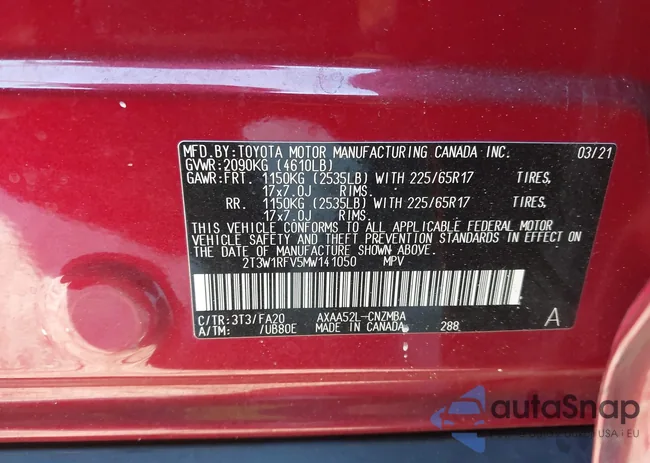 MFD.BY:TOYOTA MOTOR MANUFACTURING CANADA INC. 03/21
GVWR:2090KG (4610LB)
GAWR:FRT. 1150KG (2535LB) WITH 225/65R17 TIRES,
17x7.0J RIMS.
RR. 1150KG (2535LB) WITH 225/65R17 TIRES,
17x7.0J RIMS.
THIS VEHICLE CONFORMS TO ALL APPLICABLE FEDERAL MOTOR
VEHICLE SAFETY AND THEFT PREVENTION STANDARDS IN EFFECT ON
THE DATE OF MANUFACTURE SHOWN ABOVE.
2T3W1RFV5MW141050 MPV
C/TR:3T3/FA20 AXAA52L-CNZMBA
A/TM: /UB80E MADE IN CANADA 288 A
autoSnap
USA - EU